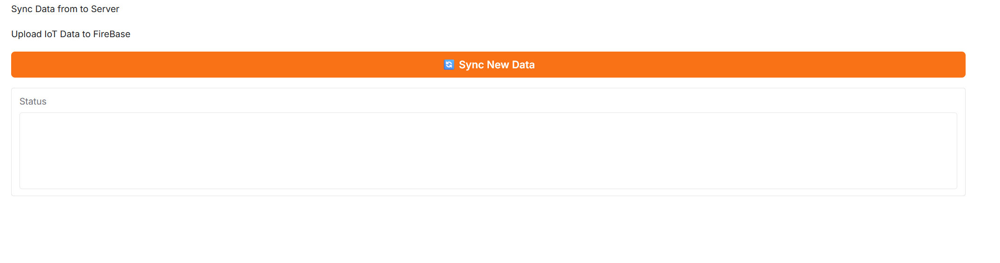 Sync Data from to Server
Upload IoT Data to FireBase
🔄 Sync New Data
Status